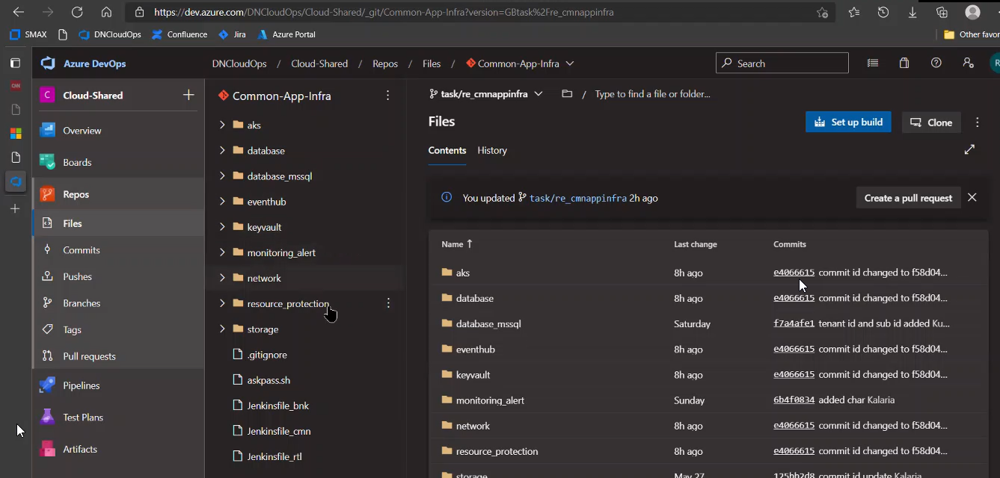 https://dev.azure.com/DNCloudOps/Cloud-Shared/_git/Common-App-Infra?version=GBtask%2Fre_cmnappinfra
SMAX DNCloudOps Confluence Jira Azure Portal Other favor
Azure DevOps DNCloudOps / Cloud-Shared / Repos / Files / Common-App-Infra Search
DN
C Cloud-Shared
Overview
Boards
Repos
Files
Commits
Pushes
Branches
Tags
Pull requests
Pipelines
Test Plans
Artifacts
Common-App-Infra
aks
database
database_mssql
eventhub
keyvault
monitoring_alert
network
resource_protection
storage
.gitignore
askpass.sh
Jenkinsfile_bnk
Jenkinsfile_cmn
Jenkinsfile_rtl
task/re_cmnappinfra / Type to find a file or folder...
Files Set up build Clone
Contents History
You updated task/re_cmnappinfra 2h ago Create a pull request
Name ↑ Last change Commits
aks 8h ago e4066615 commit id changed to f58d04...
database 8h ago e4066615 commit id changed to f58d04...
database_mssql Saturday f7a4afe1 tenant id and sub id added Ku...
eventhub 8h ago e4066615 commit id changed to f58d04...
keyvault 8h ago e4066615 commit id changed to f58d04...
monitoring_alert Sunday 6b4f0834 added char Kalaria
network 8h ago e4066615 commit id changed to f58d04...
resource_protection 8h ago e4066615 commit id changed to f58d04...
storage May 27 125bb2d8 commit id update Kalaria